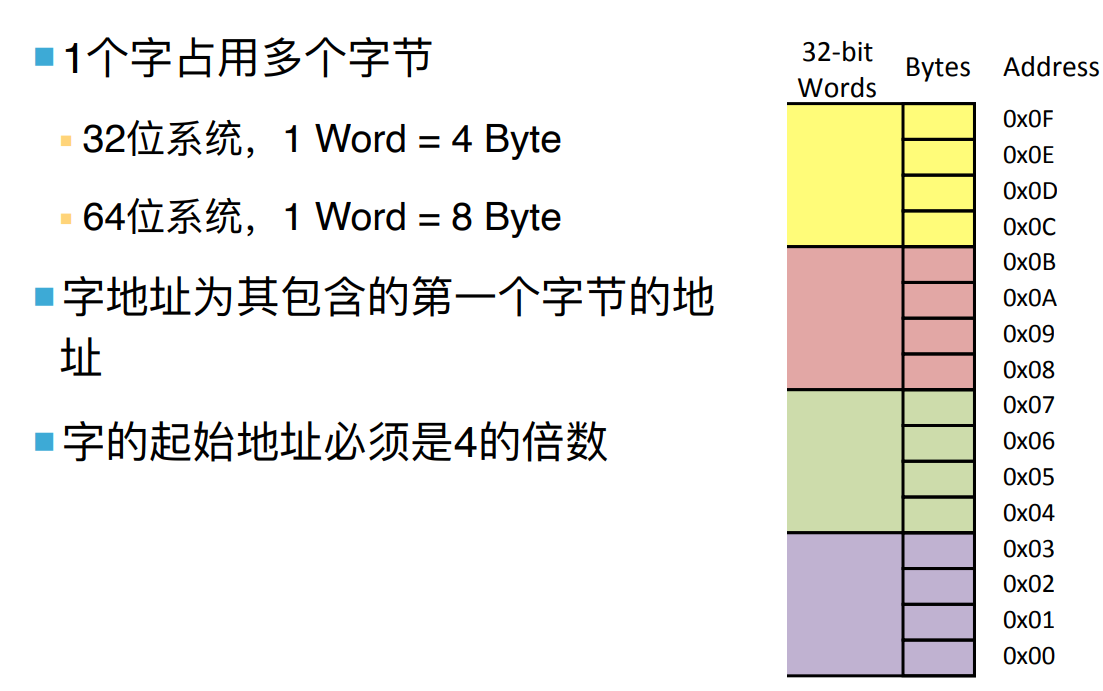 1个字占用多个字节
32位系统，1 Word = 4 Byte
64位系统，1 Word = 8 Byte
字地址为其包含的第一个字节的地
址
字的起始地址必须是4的倍数
32-bit
Words
Bytes
Address
0x0F
0x0E
0x0D
0x0C
0x0B
0x0A
0x09
0x08
0x07
0x06
0x05
0x04
0x03
0x02
0x01
0x00